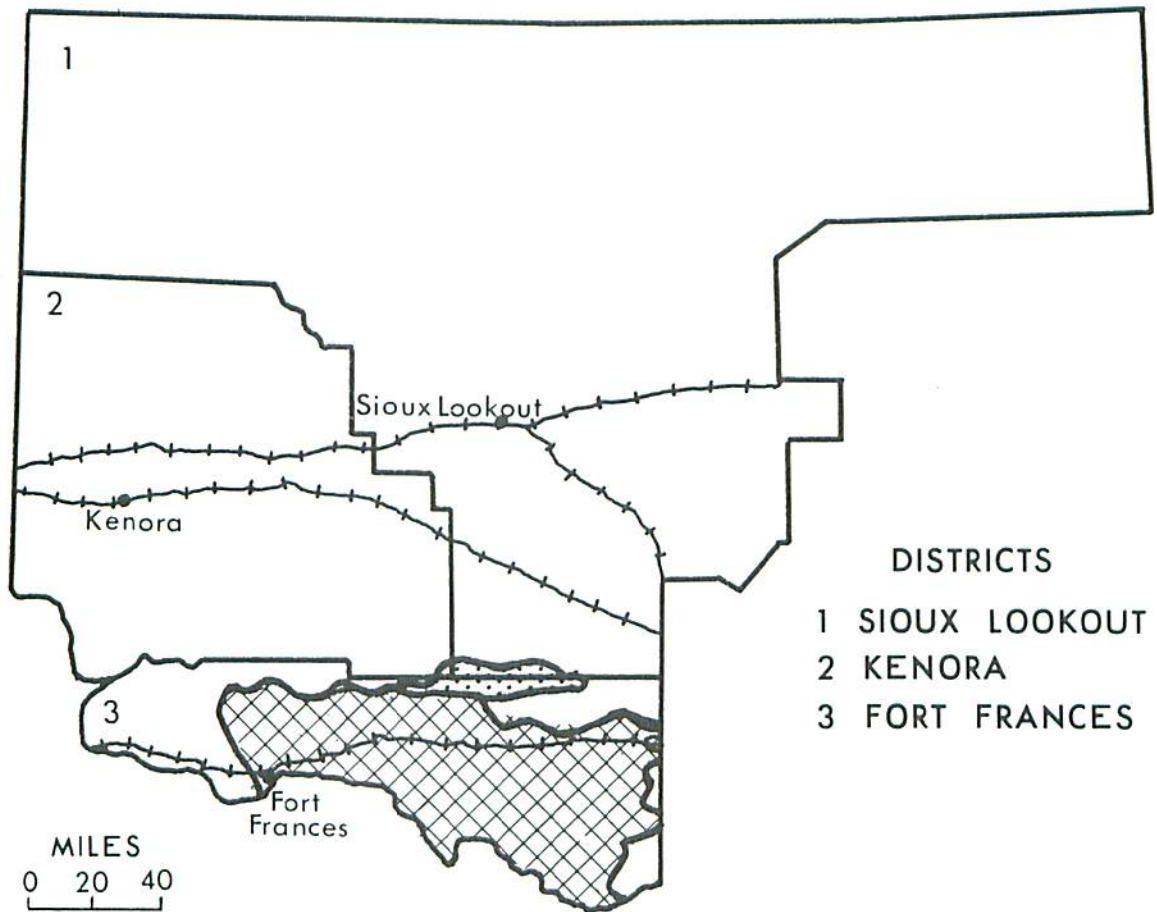 1
2
Sioux Lookout
Kenora
DISTRICTS
1 SIOUX LOOKOUT
2 KENORA
3 FORT FRANCES
3
Fort
Frances
MILES
0 20 40